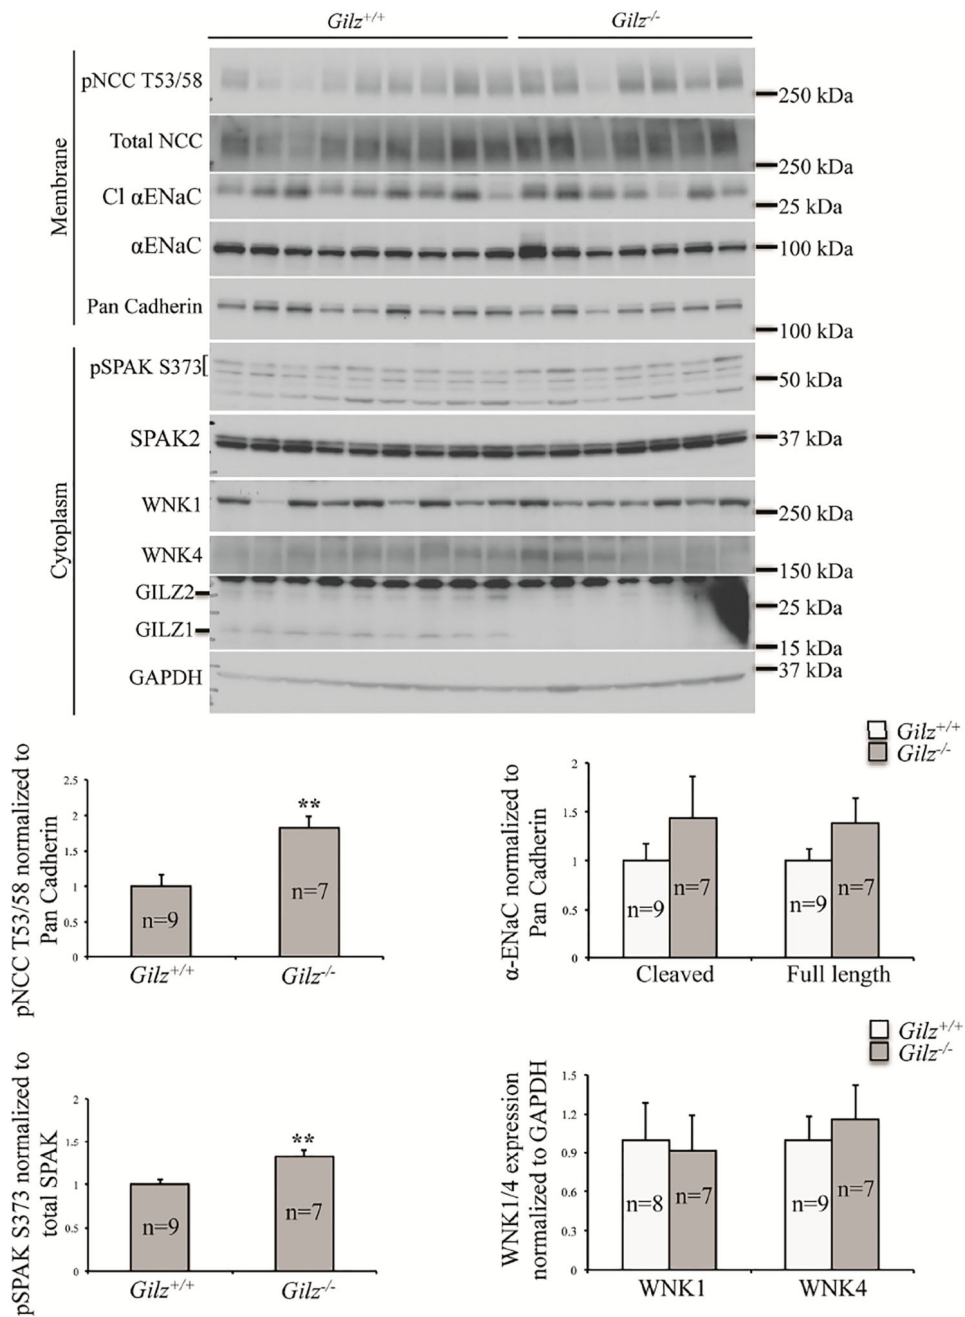 Gilz+/+ Gilz-/-
Membrane
pNCC T53/58
250 kDa
Total NCC
250 kDa
Cl αENaC
25 kDa
αENaC
100 kDa
Pan Cadherin
100 kDa
Cytoplasm
pSPAK S373[
50 kDa
SPAK2
37 kDa
WNK1
250 kDa
WNK4
150 kDa
GILZ2
25 kDa
GILZ1
15 kDa
GAPDH
37 kDa
pNCC T53/58 normalized to
Pan Cadherin
2.5
2
1.5
1
0.5
0
**
n=9
n=7
Gilz+/+
Gilz-/-
Gilz+/+
Gilz-/-
α-ENaC normalized to
Pan Cadherin
2
1.5
1
0.5
0
n=9
n=7
n=9
n=7
Cleaved
Full length
pSPAK S373 normalized to
total SPAK
2
1.5
1
0.5
0
**
n=9
n=7
Gilz+/+
Gilz-/-
Gilz+/+
Gilz-/-
WNK1/4 expression
normalized to GAPDH
1.5
1.2
0.9
0.6
0.3
0
n=8
n=7
n=9
n=7
WNK1
WNK4